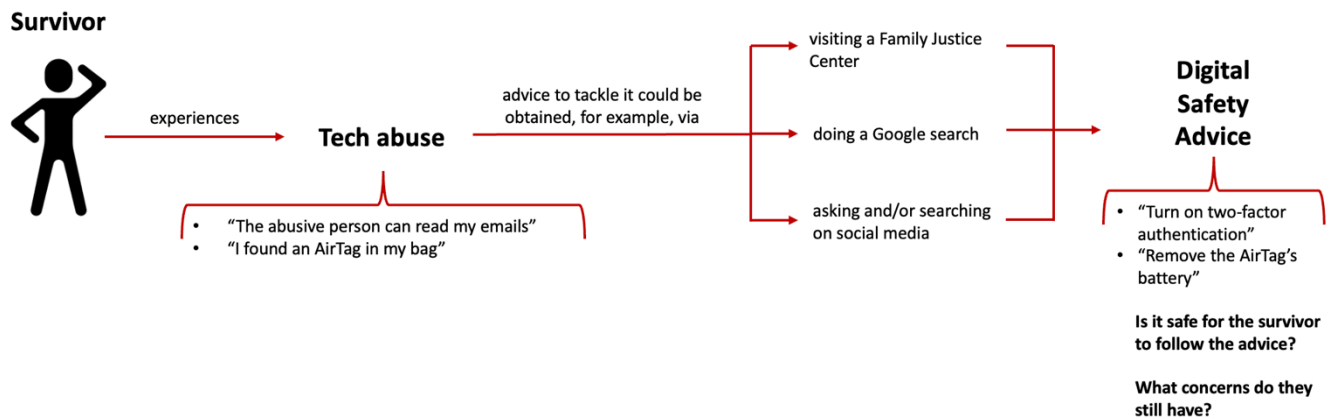 Survivor
experiences
Tech abuse
• “The abusive person can read my emails”
• “I found an AirTag in my bag”
advice to tackle it could be
obtained, for example, via
visiting a Family Justice
Center
doing a Google search
asking and/or searching
on social media
Digital
Safety
Advice
• “Turn on two-factor
authentication”
• “Remove the AirTag’s
battery”
Is it safe for the survivor
to follow the advice?
What concerns do they
still have?